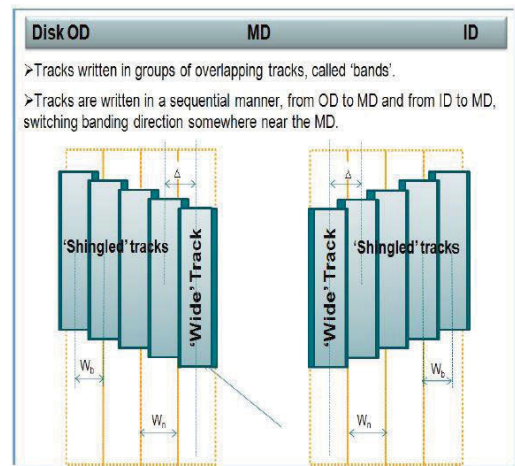 Disk OD MD ID
➢Tracks written in groups of overlapping tracks, called ‘bands’.
➢Tracks are written in a sequential manner, from OD to MD and from ID to MD,
switching banding direction somewhere near the MD.
Δ Δ
‘Shingled’ tracks ‘Wide’ Track ‘Wide’ Track ‘Shingled’ tracks
Wb Wb
Wn Wn